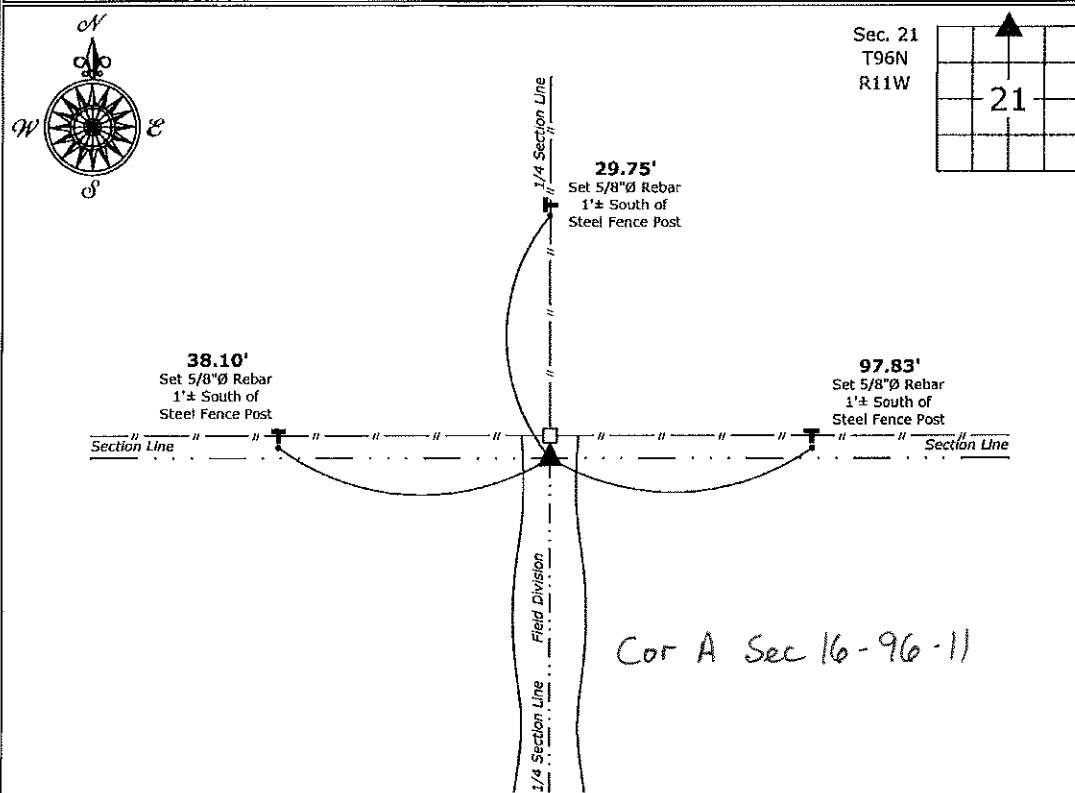 N
W
E
S
Sec. 21
T96N
R11W
21
1/4 Section Line
29.75'
Set 5/8"Ø Rebar
1'± South of
Steel Fence Post
38.10'
Set 5/8"Ø Rebar
1'± South of
Steel Fence Post
97.83'
Set 5/8"Ø Rebar
1'± South of
Steel Fence Post
Section Line
Section Line
1/4 Section Line Field Division
Cor A Sec 16-96-11